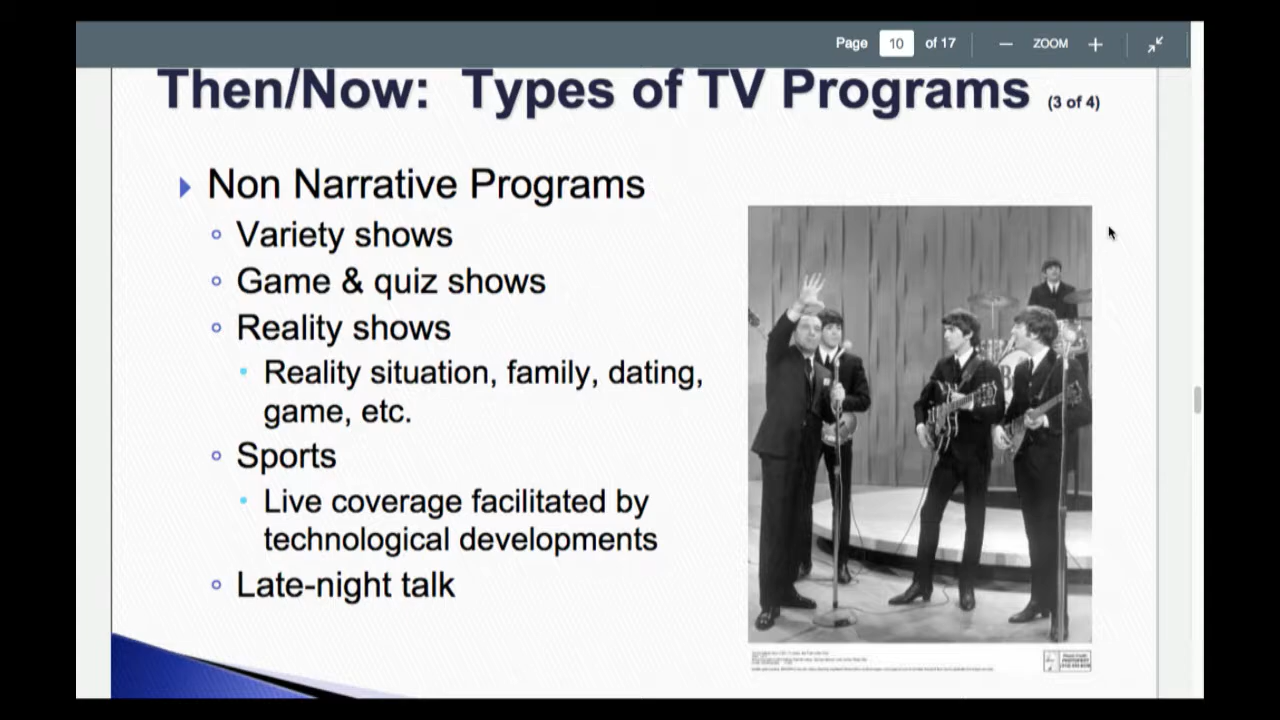 Page 10 of 17 ZOOM
Then/Now: Types of TV Programs (3 of 4)
Non Narrative Programs
Variety shows
Game & quiz shows
Reality shows
Reality situation, family, dating,
game, etc.
Sports
Live coverage facilitated by
technological developments
Late-night talk